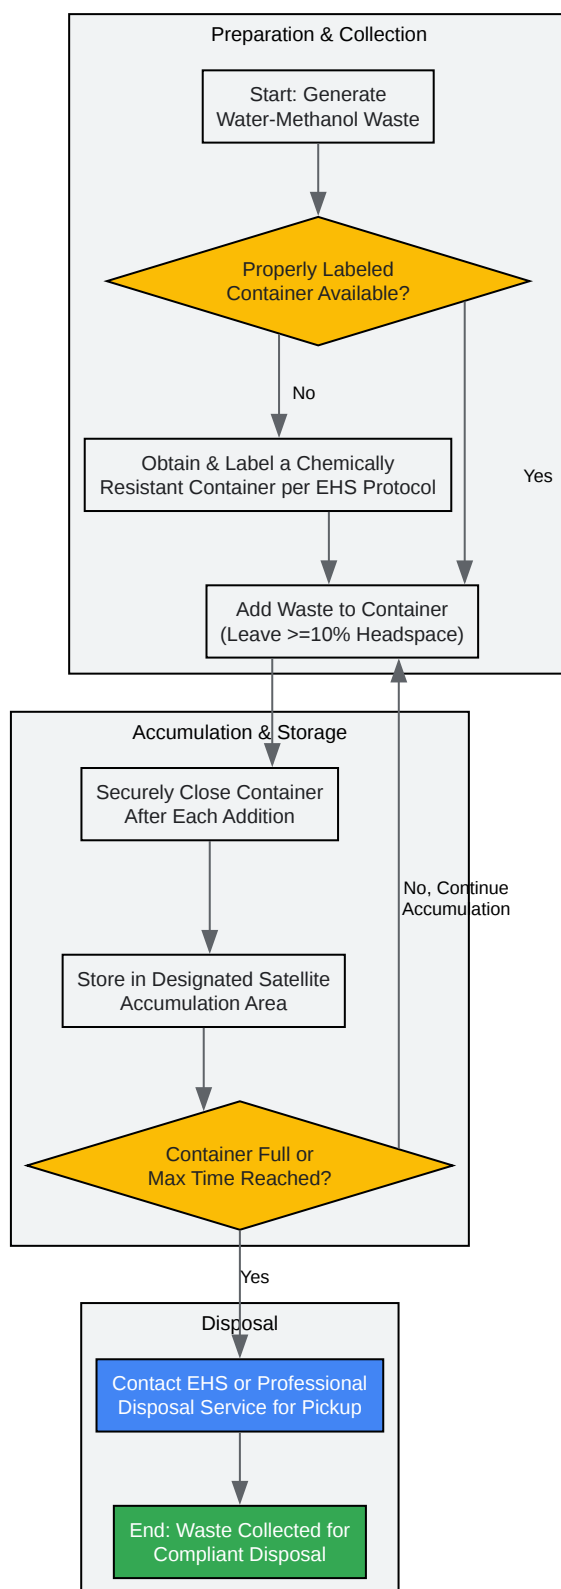 Preparation & Collection
Start: Generate
Water-Methanol Waste
Properly Labeled
Container Available?
No
Obtain & Label a Chemically
Resistant Container per EHS Protocol
Yes
Add Waste to Container
(Leave >=10% Headspace)
Accumulation & Storage
Securely Close Container
After Each Addition
No, Continue
Accumulation
Store in Designated Satellite
Accumulation Area
Container Full or
Max Time Reached?
Yes
Disposal
Contact EHS or Professional
Disposal Service for Pickup
End: Waste Collected for
Compliant Disposal